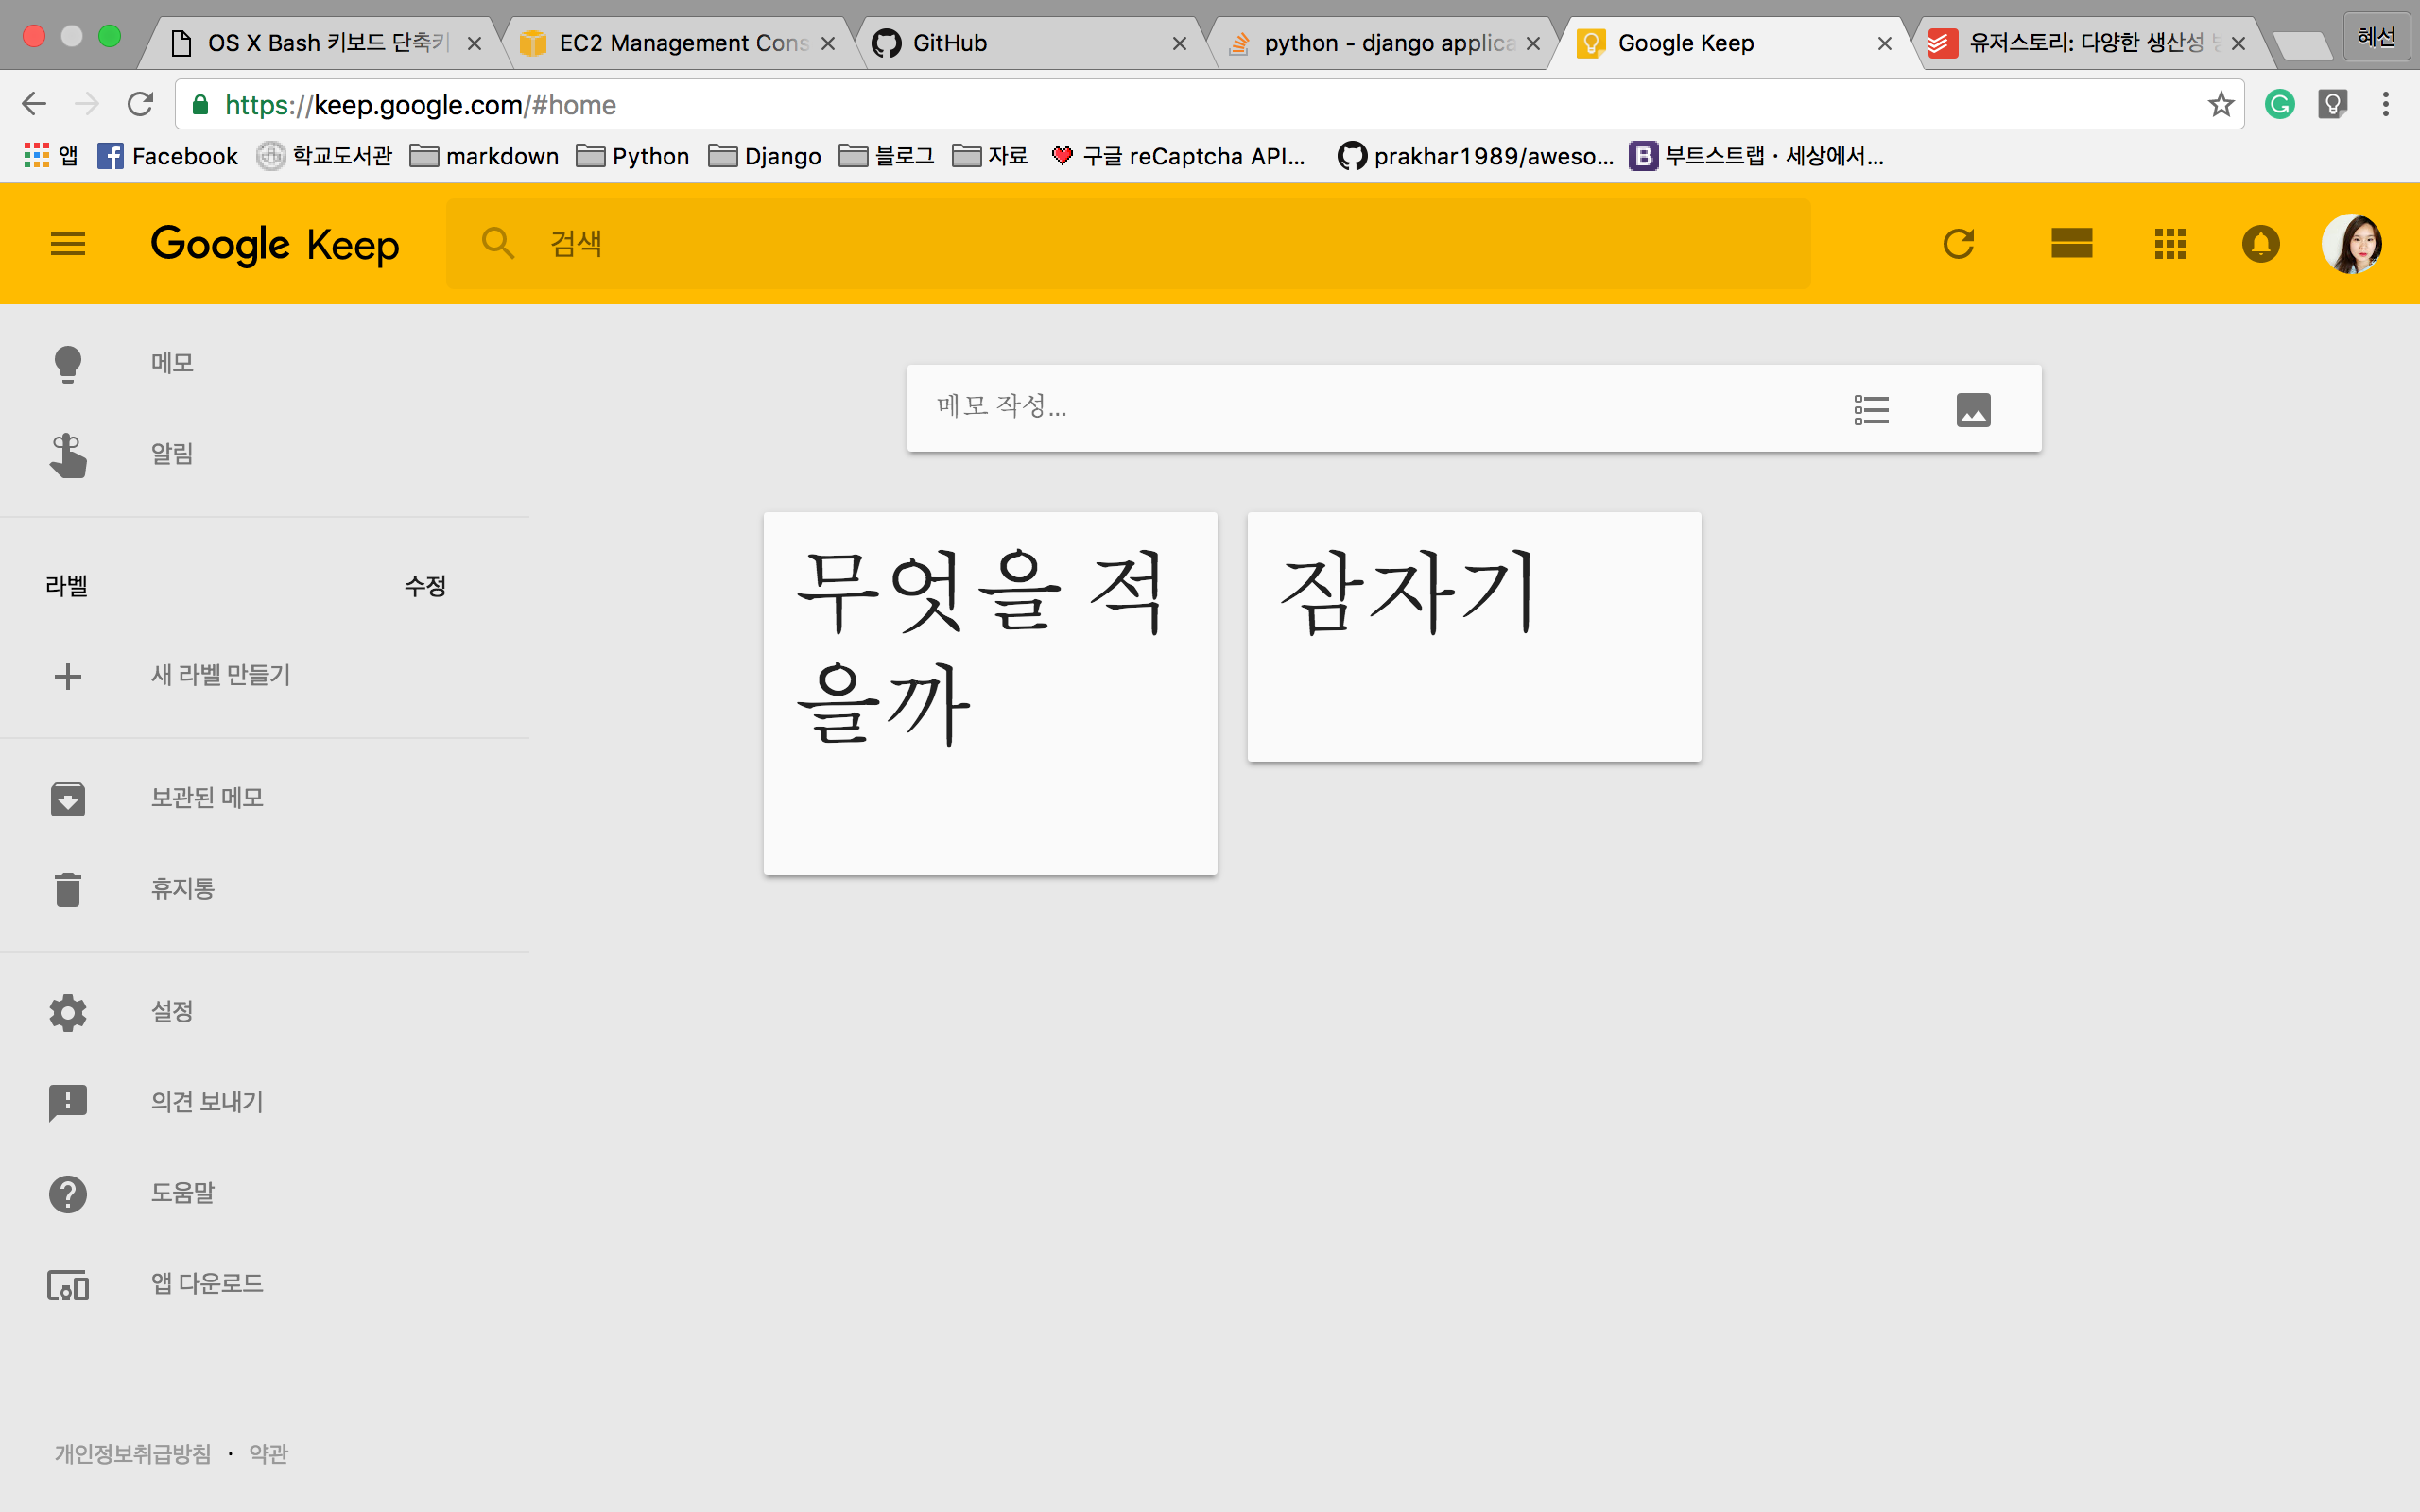 OS X Bash 키보드 단축키
EC2 Management Cons
GitHub
python - django applica
Google Keep
유저스토리: 다양한 생산성
혜선
https://keep.google.com/#home
앱 Facebook 학교도서관 markdown Python Django 블로그 자료 구글 reCaptcha API... prakhar1989/aweso... 부트스트랩 · 세상에서...
Google Keep
검색
메모
알림
라벨 수정
새 라벨 만들기
보관된 메모
휴지통
설정
의견 보내기
도움말
앱 다운로드
개인정보취급방침 · 약관
메모 작성...
무엇을 적
을까
잠자기